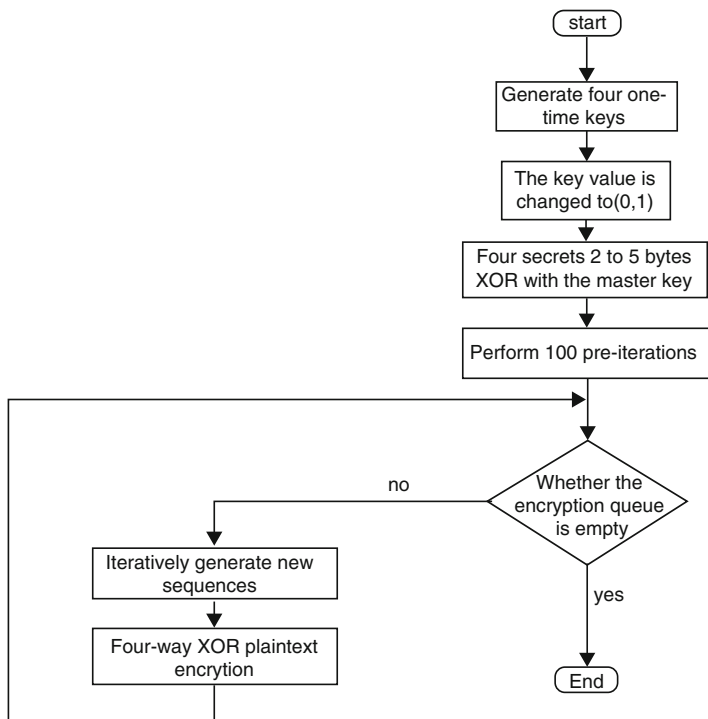 start
Generate four one-
time keys
The key value is
changed to(0,1)
Four secrets 2 to 5 bytes
XOR with the master key
Perform 100 pre-iterations
Whether the
encryption queue
is empty
no
Iteratively generate new
sequences
yes
Four-way XOR plaintext
encrytion
End